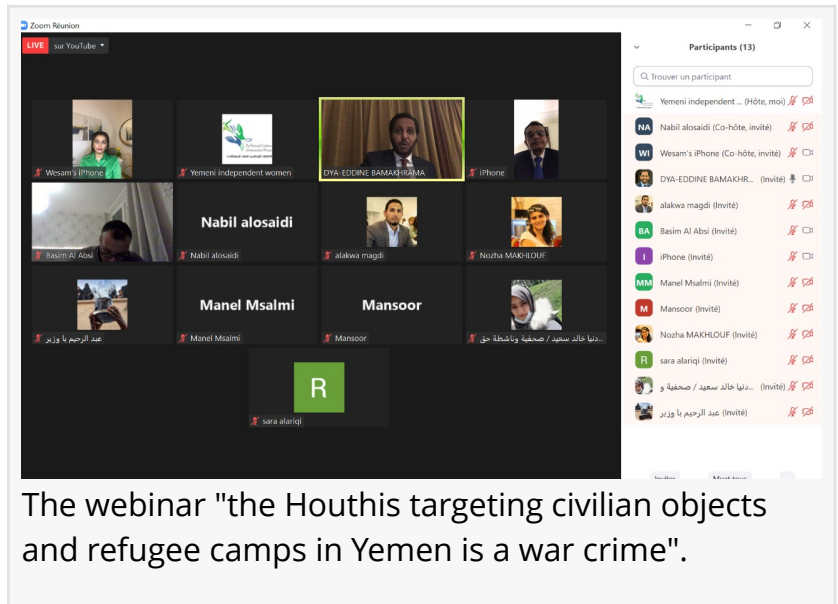 Zoom Réunion
LIVE sur YouTube
Wesam's iPhone
Yemeni independent women
DYA-EDDINE BAMAKHRAMA
iPhone
Basim Al Absi
Nabil alosaidi
Nabil alosaidi
alakwa magdi
Nozha MAKHLOUF
عبد الرحيم با وزير
Manel Msalmi
Manel Msalmi
Mansoor
Mansoor
دنيا خالد سعيد / صحفية وناشطة حق...
R
sara alariqi
Participants (13)
Trouver un participant
Yemeni independent ... (Hôte, moi)
NA Nabil alosaidi (Co-hôte, invité)
WI Wesam's iPhone (Co-hôte, invité)
DYA-EDDINE BAMAKHR... (Invité)
alakwa magdi (Invité)
BA Basim Al Absi (Invité)
I iPhone (Invité)
MM Manel Msalmi (Invité)
M Mansoor (Invité)
Nozha MAKHLOUF (Invité)
R sara alariqi (Invité)
دنيا خالد سعيد / صحفية و... (Invité)
عبد الرحيم با وزير (Invité)
The webinar "the Houthis targeting civilian objects
and refugee camps in Yemen is a war crime".